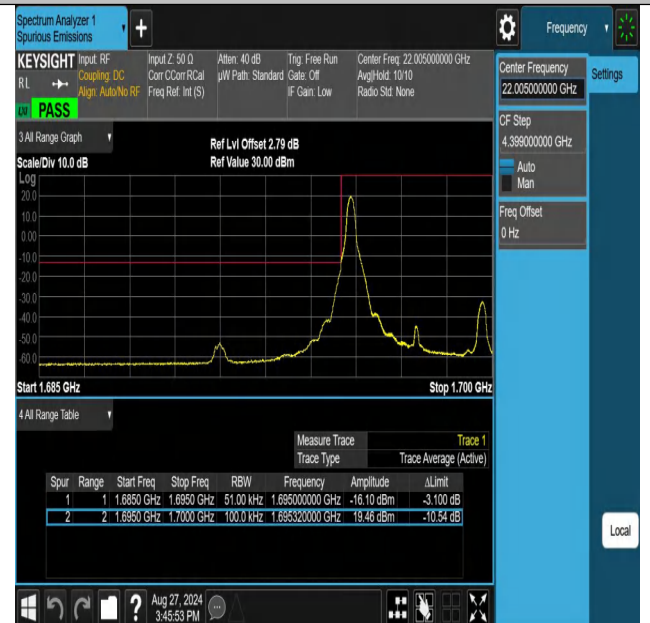 Spectrum Analyzer 1
Spurious Emissions
Frequency
KEYSIGHT
Input: RF
Coupling: DC
Align: Auto/No RF
Input Z: 50 Ω
Corr CCorr RCal
Freq Ref: Int (S)
Atten: 40 dB
µW Path: Standard
Trig: Free Run
Gate: Off
IF Gain: Low
Center Freq: 22.005000000 GHz
Avg|Hold: 10/10
Radio Std: None
RL
PASS
Center Frequency
22.005000000 GHz
Settings
CF Step
4.399000000 GHz
Auto
Man
Freq Offset
0 Hz
3 All Range Graph
Ref Lvl Offset 2.79 dB
Scale/Div 10.0 dB
Ref Value 30.00 dBm
Log
20.0
10.0
0.00
-10.0
-20.0
-30.0
-40.0
-50.0
-60.0
Start 1.685 GHz
Stop 1.700 GHz
4 All Range Table
Measure Trace Trace 1
Trace Type Trace Average (Active)
Spur Range Start Freq Stop Freq RBW Frequency Amplitude ΔLimit
1 1 1.6850 GHz 1.6950 GHz 51.00 kHz 1.695000000 GHz -16.10 dBm -3.100 dB
2 2 1.6950 GHz 1.7000 GHz 100.0 kHz 1.695320000 GHz 19.46 dBm -10.54 dB
Local
?
Aug 27, 2024
3:45:53 PM